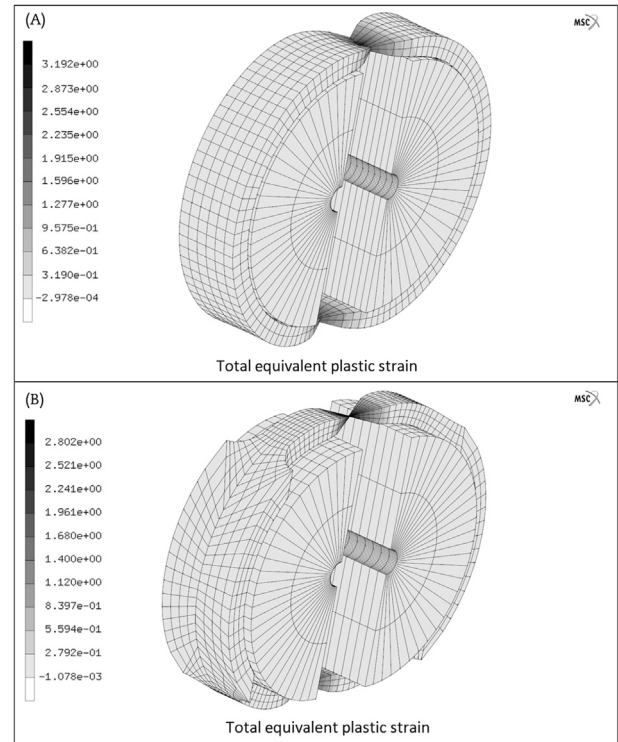 (A)
MSC
3.192e+00
2.873e+00
2.554e+00
2.235e+00
1.915e+00
1.596e+00
1.277e+00
9.575e-01
6.382e-01
3.190e-01
-2.978e-04
Total equivalent plastic strain
(B)
MSC
2.802e+00
2.521e+00
2.241e+00
1.961e+00
1.680e+00
1.400e+00
1.120e+00
8.397e-01
5.594e-01
2.792e-01
-1.078e-03
Total equivalent plastic strain